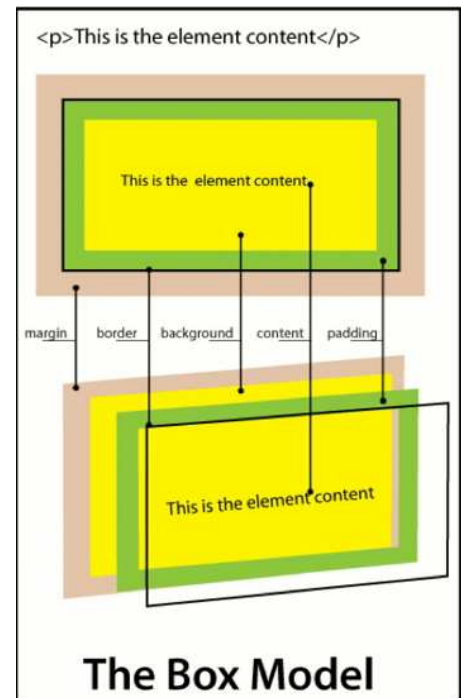 <p>This is the element content</p>
This is the element content
margin border background content padding
This is the element content
The Box Model